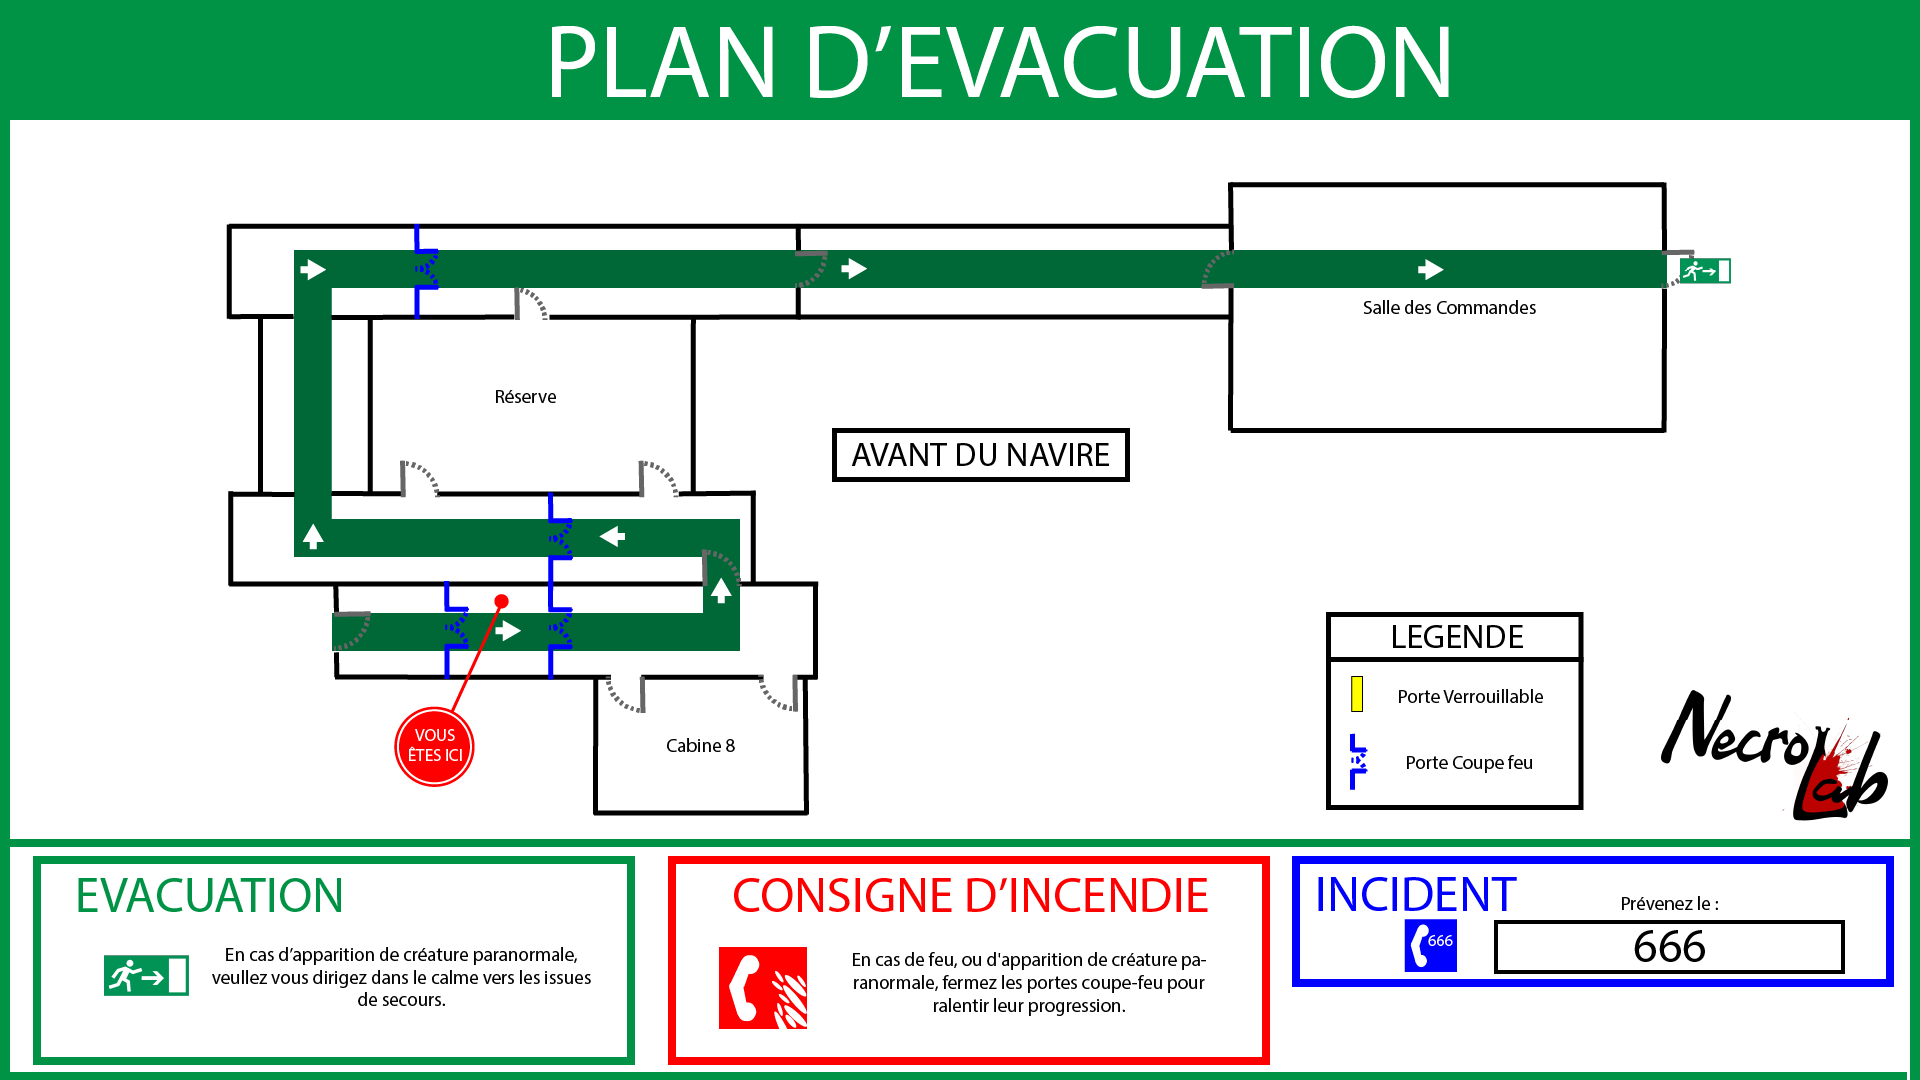 PLAN D’EVACUATION
Salle des Commandes
Réserve
AVANT DU NAVIRE
VOUS
ÊTES ICI
Cabine 8
LEGENDE
Porte Verrouillable
Porte Coupe feu
Necro
Lab
EVACUATION
En cas d’apparition de créature paranormale,
veullez vous dirigez dans le calme vers les issues
de secours.
CONSIGNE D’INCENDIE
En cas de feu, ou d'apparition de créature pa-
ranormale, fermez les portes coupe-feu pour
ralentir leur progression.
INCIDENT
666
Prévenez le :
666